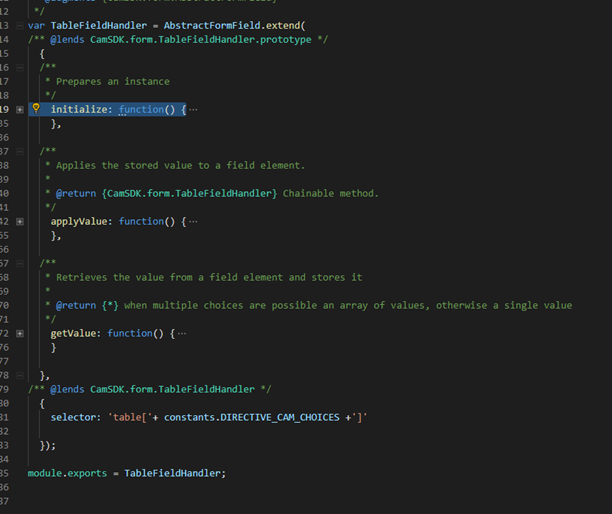 12 */
13 var TableFieldHandler = AbstractFormField.extend(
14 /** @lends CamSDK.form.TableFieldHandler.prototype */
15 {
16 /**
17 * Prepares an instance
18 */
19 initialize: function() { ⋯
35 },
36
37 /**
38 * Applies the stored value to a field element.
39 *
40 * @return {CamSDK.form.TableFieldHandler} Chainable method.
41 */
42 applyValue: function() { ⋯
65 },
66
67 /**
68 * Retrieves the value from a field element and stores it
69 *
70 * @return {*} when multiple choices are possible an array of values, otherwise a single value
71 */
72 getValue: function() { ⋯
76 }
77
78 },
79 /** @lends CamSDK.form.TableFieldHandler */
80 {
81 selector: 'table['+ constants.DIRECTIVE_CAM_CHOICES +']'
82
83 });
84
85 module.exports = TableFieldHandler;
86
87